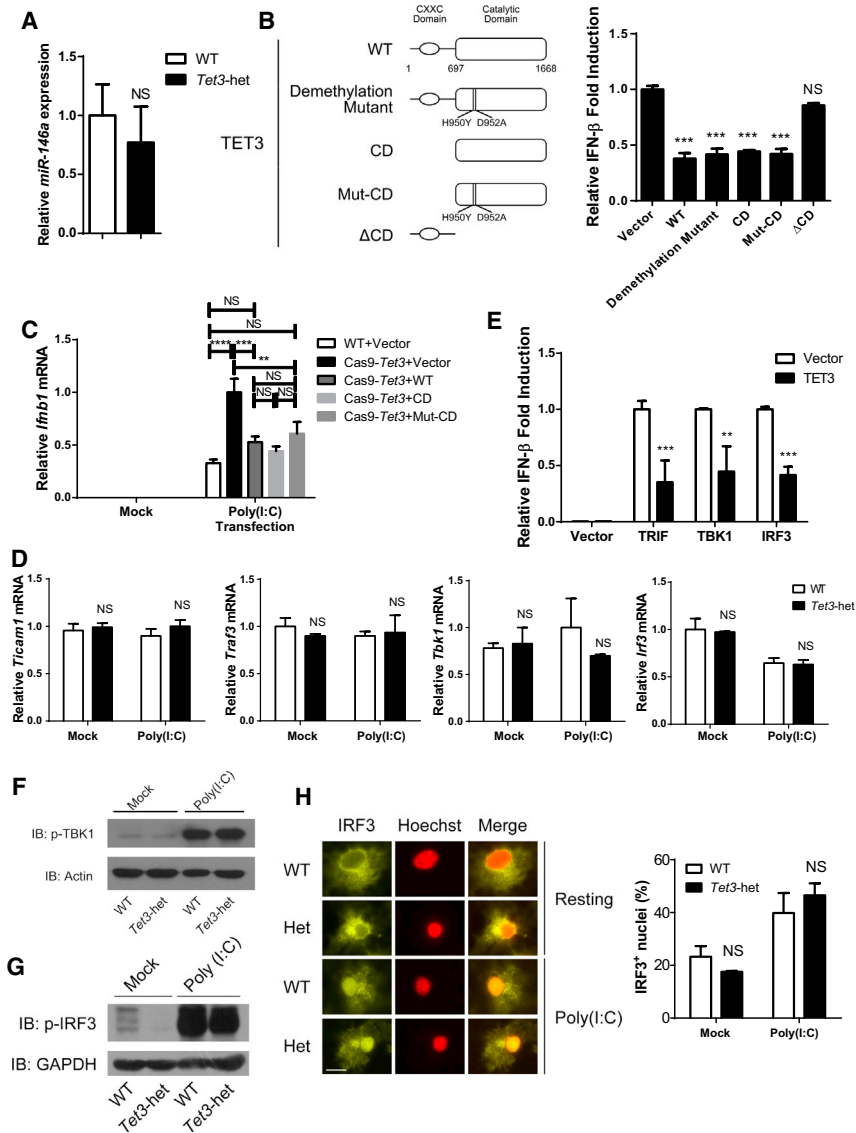 A
Relative miR-146a expression
1.5
1.0
0.5
0.0
NS
WT
Tet3-het
B
TET3
CXXC Domain
Catalytic Domain
WT
1
697
1668
Demethylation Mutant
H950Y D952A
CD
Mut-CD
H950Y D952A
ΔCD
Relative IFN-β Fold Induction
1.5
1.0
0.5
0.0
***
***
***
***
NS
Vector
WT
Demethylation Mutant
CD
Mut-CD
ΔCD
C
Relative Ifnb1 mRNA
1.5
1.0
0.5
0.0
NS
NS
**** ***
**
NS
NS NS
Mock
Poly(I:C) Transfection
WT+Vector
Cas9-Tet3+Vector
Cas9-Tet3+WT
Cas9-Tet3+CD
Cas9-Tet3+Mut-CD
E
Relative IFN-β Fold Induction
1.5
1.0
0.5
0.0
***
**
***
Vector
TRIF
TBK1
IRF3
Vector
TET3
D
Relative Ticam1 mRNA
1.5
1.0
0.5
0.0
NS
NS
Mock
Poly(I:C)
Relative Traf3 mRNA
1.5
1.0
0.5
0.0
NS
NS
Mock
Poly(I:C)
Relative Tbk1 mRNA
1.5
1.0
0.5
0.0
NS
NS
Mock
Poly(I:C)
Relative Irf3 mRNA
1.5
1.0
0.5
0.0
NS
NS
Mock
Poly(I:C)
WT
Tet3-het
F
Mock
Poly(I:C)
IB: p-TBK1
IB: Actin
WT
Tet3-het
WT
Tet3-het
G
Mock
Poly (I:C)
IB: p-IRF3
IB: GAPDH
WT
Tet3-het
WT
Tet3-het
H
IRF3
Hoechst
Merge
WT
Het
WT
Het
Resting
Poly(I:C)
IRF3+ nuclei (%)
60
40
20
0
NS
NS
Mock
Poly(I:C)
WT
Tet3-het